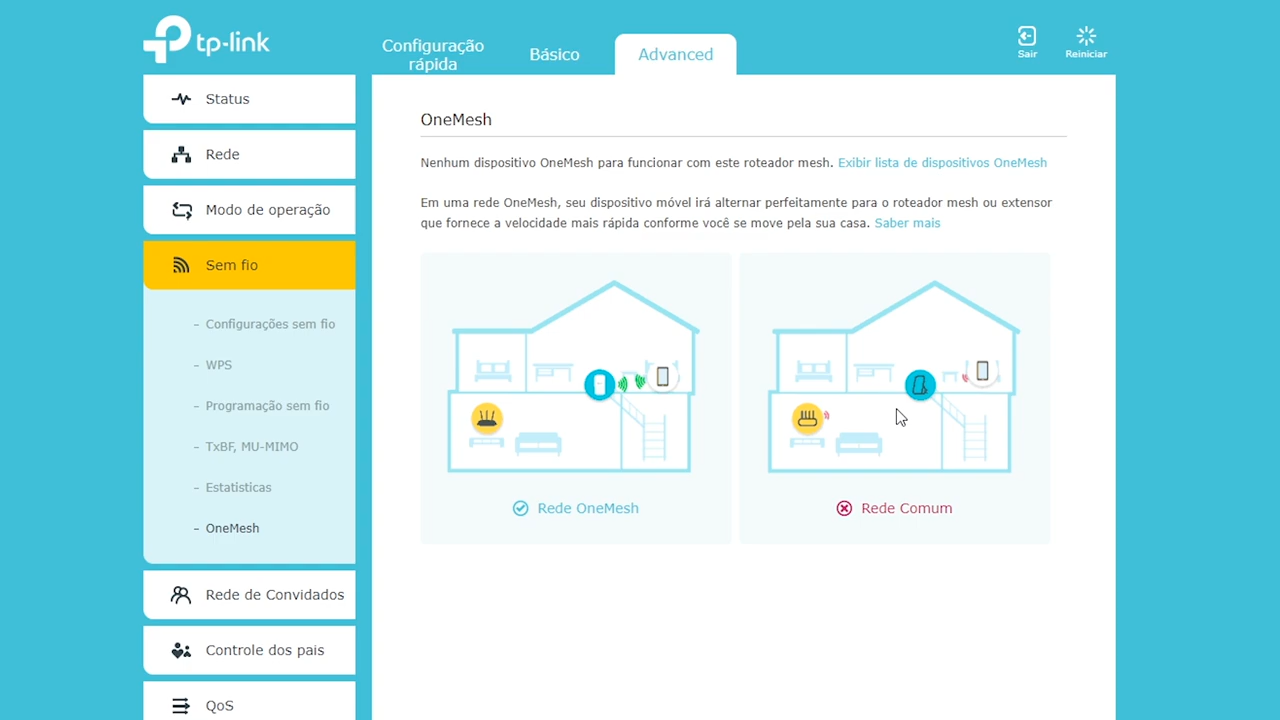 tp-link
Configuração
rápida
Básico
Advanced
Sair
Reiniciar
Status
Rede
Modo de operação
Sem fio
– Configurações sem fio
– WPS
– Programação sem fio
– TxBF, MU-MIMO
– Estatisticas
– OneMesh
Rede de Convidados
Controle dos pais
QoS
OneMesh
Nenhum dispositivo OneMesh para funcionar com este roteador mesh. Exibir lista de dispositivos OneMesh
Em uma rede OneMesh, seu dispositivo móvel irá alternar perfeitamente para o roteador mesh ou extensor
que fornece a velocidade mais rápida conforme você se move pela sua casa. Saber mais
Rede OneMesh
Rede Comum